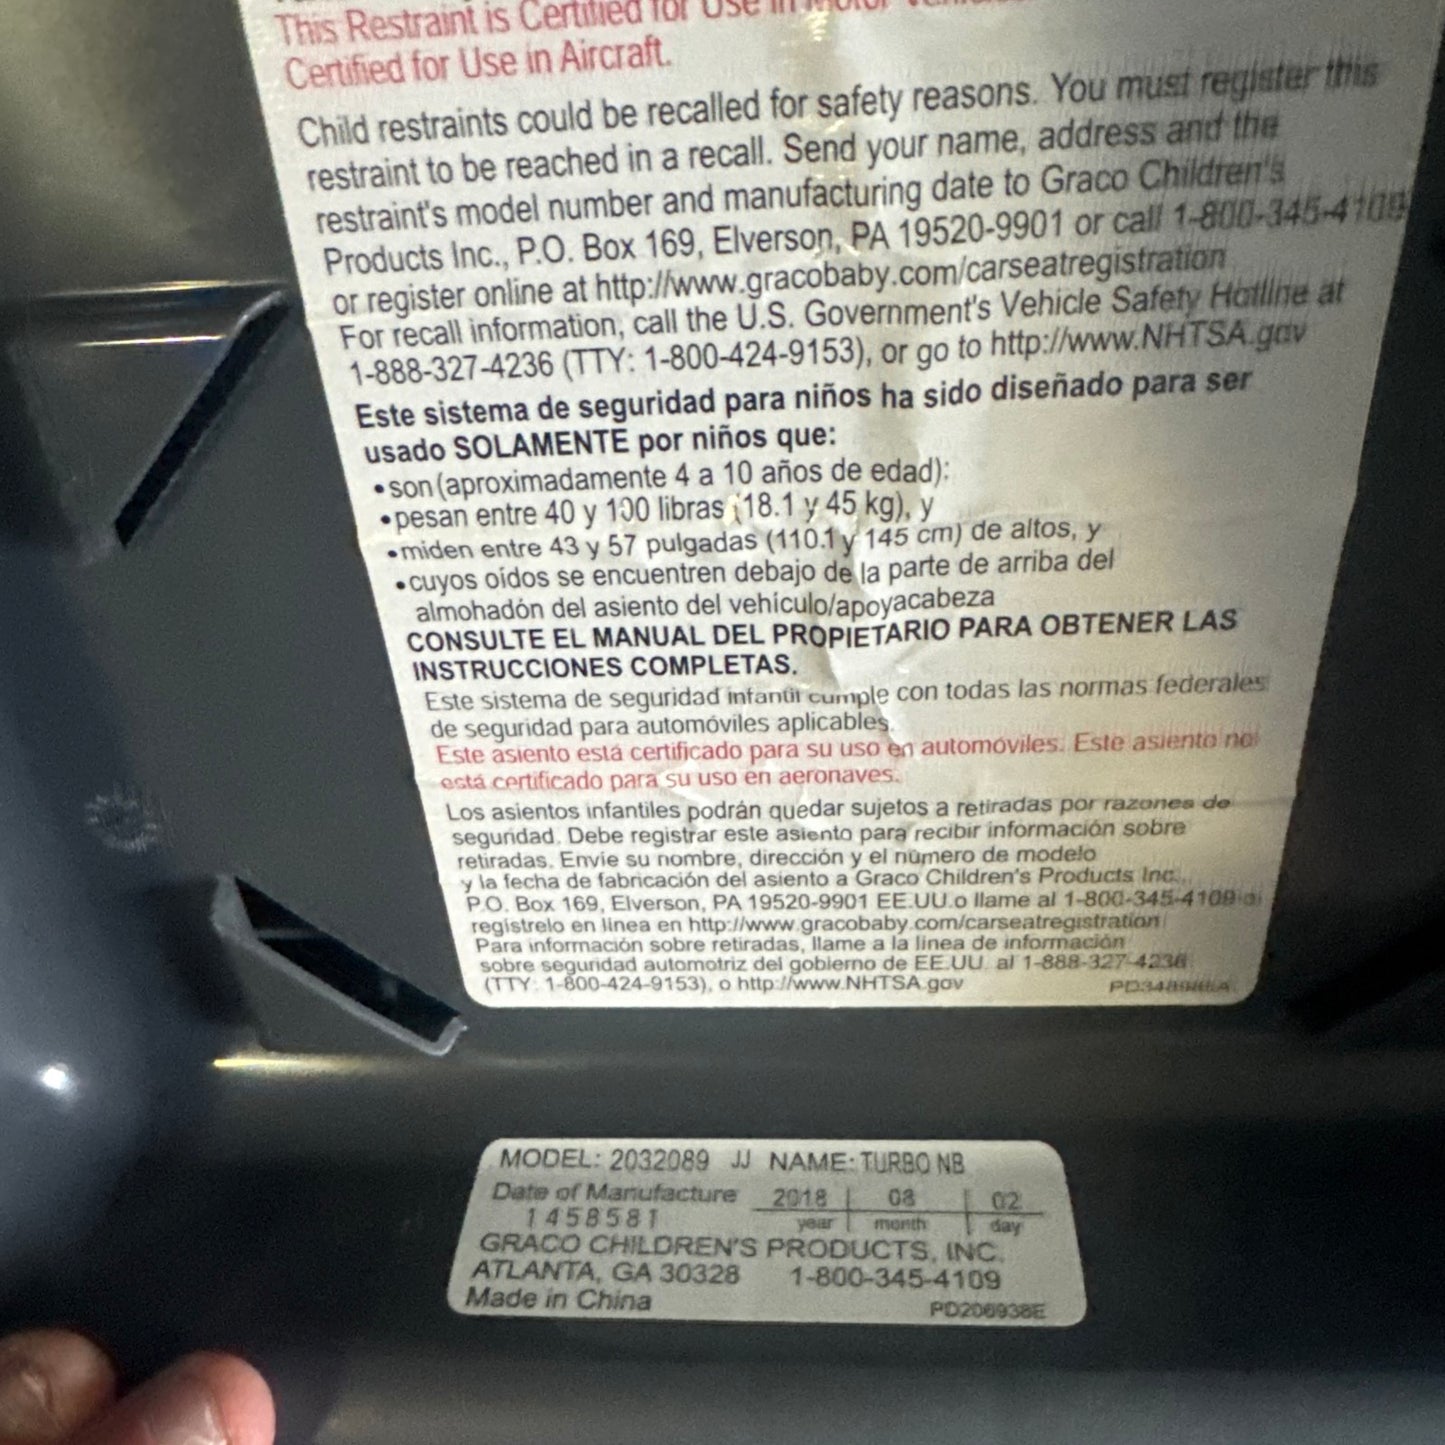 This Restraint is Certified for Use in Motor
Certified for Use in Aircraft.
Child restraints could be recalled for safety reasons. You must register this
restraint to be reached in a recall. Send your name, address and the
restraint's model number and manufacturing date to Graco Children's
Products Inc., P.O. Box 169, Elverson, PA 19520-9901 or call 1-800-345-4109
or register online at http://www.gracobaby.com/carseatregistration
For recall information, call the U.S. Government's Vehicle Safety Hotline at
1-888-327-4236 (TTY: 1-800-424-9153), or go to http://www.NHTSA.gov
Este sistema de seguridad para niños ha sido diseñado para ser
usado SOLAMENTE por niños que:
•son (aproximadamente 4 a 10 años de edad):
•pesan entre 40 y 100 libras (18.1 y 45 kg), y
•miden entre 43 y 57 pulgadas (110.1 y 145 cm) de altos, y
•cuyos oídos se encuentren debajo de la parte de arriba del
almohadón del asiento del vehículo/apoyacabeza
CONSULTE EL MANUAL DEL PROPIETARIO PARA OBTENER LAS
INSTRUCCIONES COMPLETAS.
Este sistema de seguridad infantil cumple con todas las normas federales
de seguridad para automóviles aplicables.
Este asiento está certificado para su uso en automóviles. Este asiento no
está certificado para su uso en aeronaves.
Los asientos infantiles podrán quedar sujetos a retiradas por razones de
seguridad. Debe registrar este asiento para recibir información sobre
retiradas. Envíe su nombre, dirección y el número de modelo
y la fecha de fabricación del asiento a Graco Children's Products Inc.,
P.O. Box 169, Elverson, PA 19520-9901 EE.UU.o llame al 1-800-345-4109 o
regístrelo en línea en http://www.gracobaby.com/carseatregistration
Para información sobre retiradas, llame a la línea de información
sobre seguridad automotriz del gobierno de EE.UU. al 1-888-327-4236
(TTY: 1-800-424-9153), o http://www.NHTSA.gov
MODEL: 2032089 JJ NAME: TURBO NB
Date of Manufacture 2018 08 02
1458581 year month day
GRACO CHILDREN'S PRODUCTS, INC.
ATLANTA, GA 30328 1-800-345-4109
Made in China PD206938E